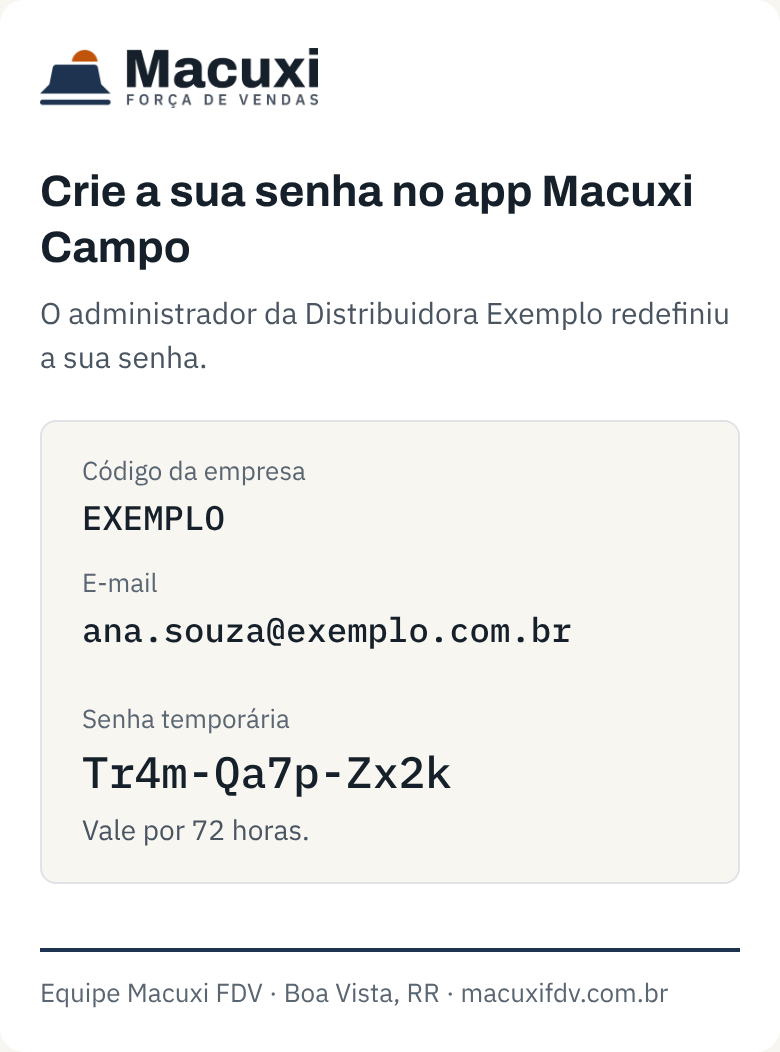 Macuxi
FORÇA DE VENDAS
Crie a sua senha no app Macuxi
Campo
O administrador da Distribuidora Exemplo redefiniu
a sua senha.
Código da empresa
EXEMPLO
E-mail
ana.souza@exemplo.com.br
Senha temporária
Tr4m-Qa7p-Zx2k
Vale por 72 horas.
Equipe Macuxi FDV · Boa Vista, RR · macuxifdv.com.br